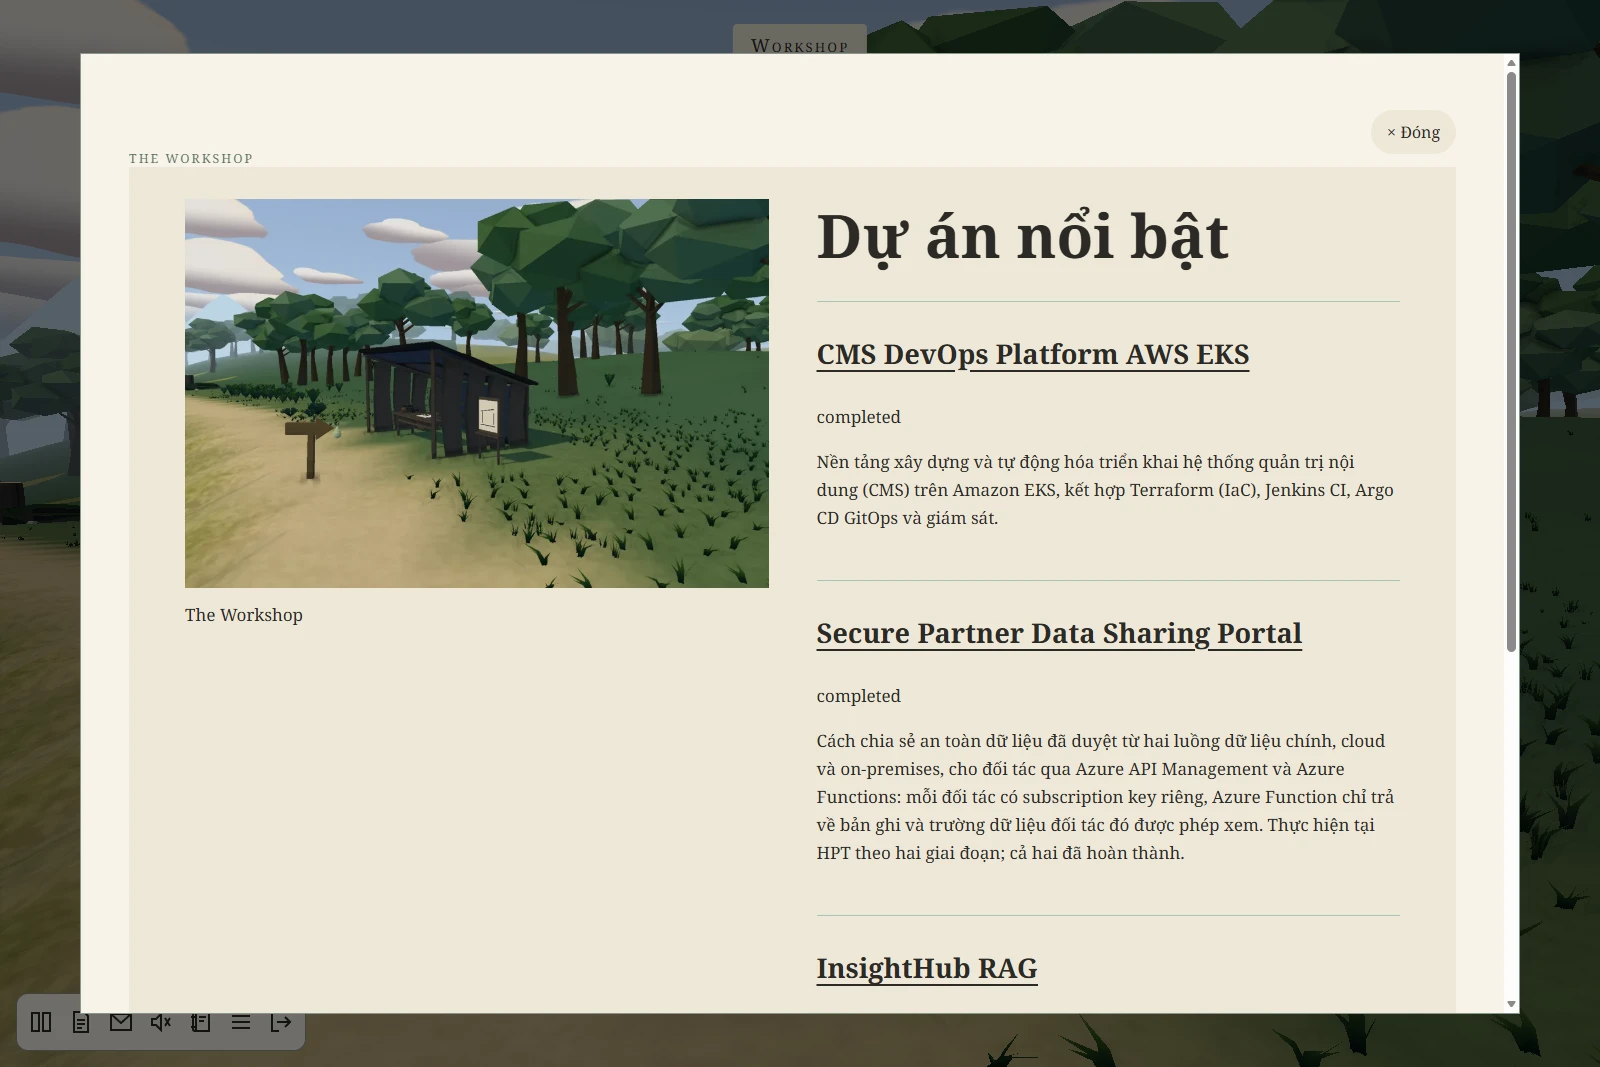 Workshop
× Đóng
THE WORKSHOP
The Workshop
Dự án nổi bật
CMS DevOps Platform AWS EKS
completed
Nền tảng xây dựng và tự động hóa triển khai hệ thống quản trị nội
dung (CMS) trên Amazon EKS, kết hợp Terraform (IaC), Jenkins CI, Argo
CD GitOps và giám sát.
Secure Partner Data Sharing Portal
completed
Cách chia sẻ an toàn dữ liệu đã duyệt từ hai luồng dữ liệu chính, cloud
và on-premises, cho đối tác qua Azure API Management và Azure
Functions: mỗi đối tác có subscription key riêng, Azure Function chỉ trả
về bản ghi và trường dữ liệu đối tác đó được phép xem. Thực hiện tại
HPT theo hai giai đoạn; cả hai đã hoàn thành.
InsightHub RAG